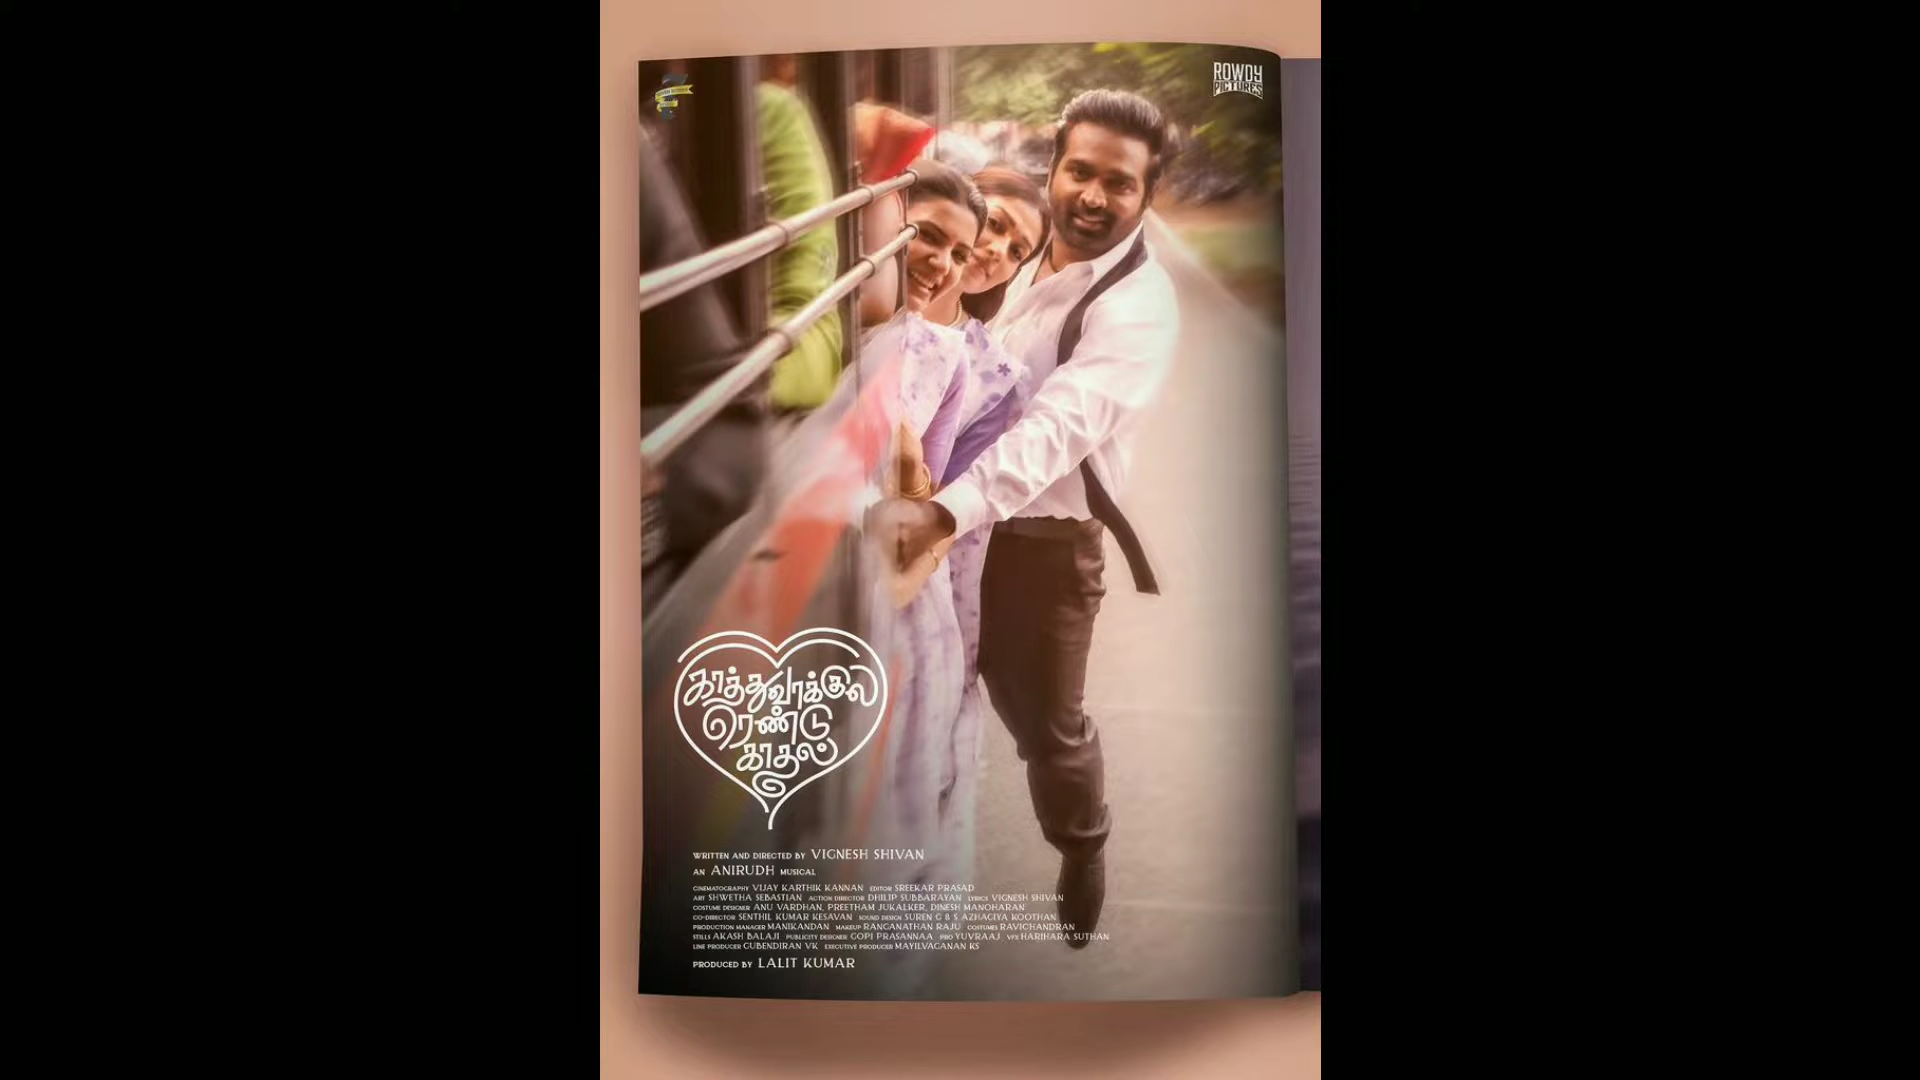 ROWDY
PICTURES
காத்துவாக்குல
ரெண்டு
காதல்
WRITTEN AND DIRECTED BY VIGNESH SHIVAN
AN ANIRUDH MUSICAL
CINEMATOGRAPHY VIJAY KARTHIK KANNAN EDITOR SREEKAR PRASAD
ART SHWETHA SEBASTIAN ACTION DIRECTOR DHILIP SUBBARAYAN LYRICS VIGNESH SHIVAN
COSTUME DESIGNER ANU VARDHAN, PREETHAM JUKALKER, DINESH MANOHARAN
CO-DIRECTOR SENTHIL KUMAR KESAVAN SOUND DESIGN SUREN G & S AZHAGIYA KOOTHAN
PRODUCTION MANAGER MANIKANDAN MAKEUP RANGANATHAN RAJU COSTUMES RAVICHANDRAN
STILLS AKASH BALAJI PUBLICITY DESIGNER GOPI PRASANNAA PRO YUVRAAJ VFX HARIHARA SUTHAN
LINE PRODUCER GUBENDIRAN VK EXECUTIVE PRODUCER MAYILVAGANAN KS
PRODUCED BY LALIT KUMAR